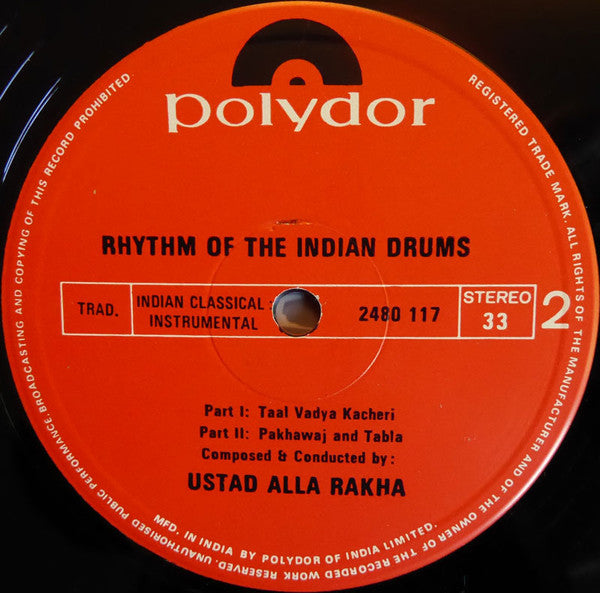 polydor
RHYTHM OF THE INDIAN DRUMS
TRAD.
INDIAN CLASSICAL:
INSTRUMENTAL
2480 117
STEREO
33
2
Part I: Taal Vadya Kacheri
Part II: Pakhawaj and Tabla
Composed & Conducted by:
USTAD ALLA RAKHA
MFD. IN INDIA BY POLYDOR OF INDIA LIMITED.
REGISTERED TRADE MARK. ALL RIGHTS OF THE MANUFACTURER AND OF THE OWNER OF THE RECORDED WORK RESERVED. UNAUTHORISED PUBLIC PERFORMANCE, BROADCASTING AND COPYING OF THIS RECORD PROHIBITED